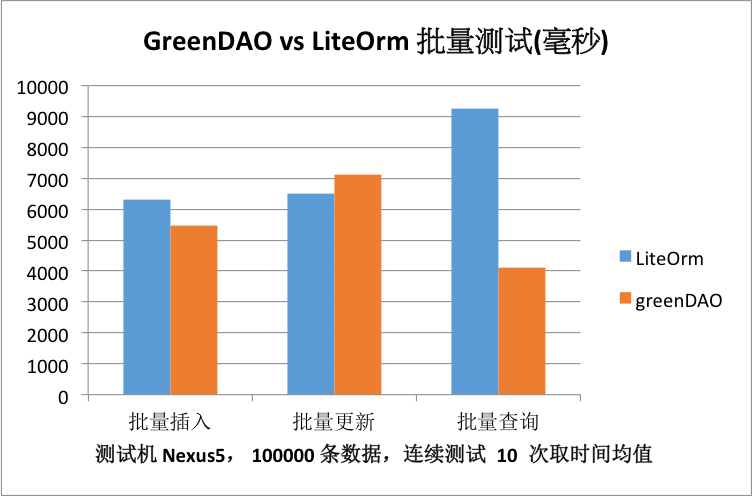 GreenDAO vs LiteOrm 批量测试(毫秒)
10000
9000
8000
7000
6000
5000
4000
3000
2000
1000
0
批量插入 批量更新 批量查询
LiteOrm
greenDAO
测试机 Nexus5， 100000 条数据，连续测试 10 次取时间均值